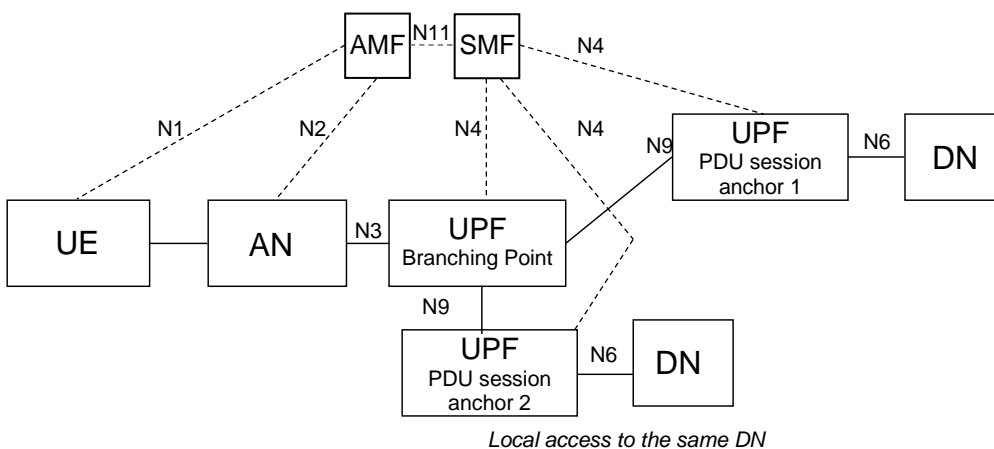 AMF
N11
SMF
N4
N1
N2
N4
N4
N9
UPF
PDU session
anchor 1
N6
DN
UE
AN
N3
UPF
Branching Point
N9
UPF
PDU session
anchor 2
N6
DN
Local access to the same DN